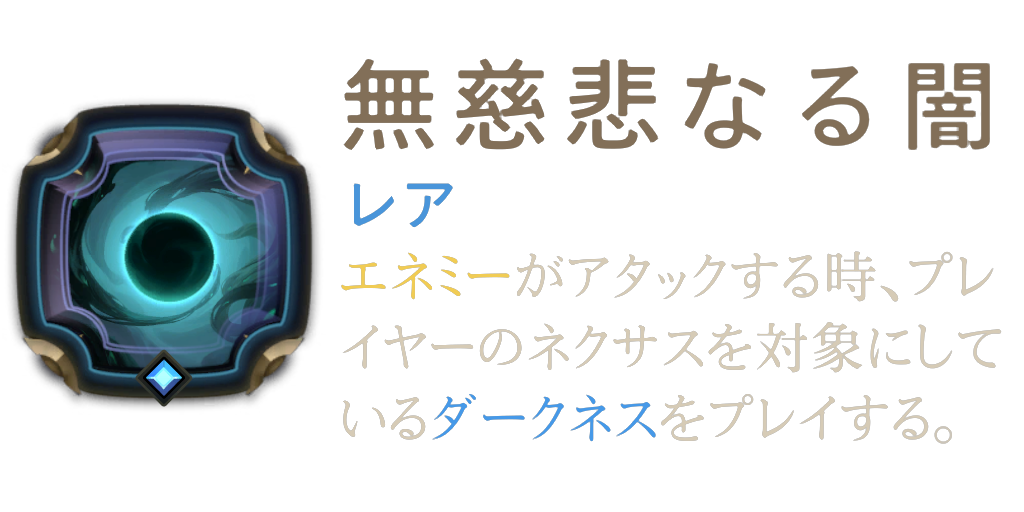 無慈悲なる闇
レア
エネミーがアタックする時、プレ
イヤーのネクサスを対象にして
いるダークネスをプレイする。